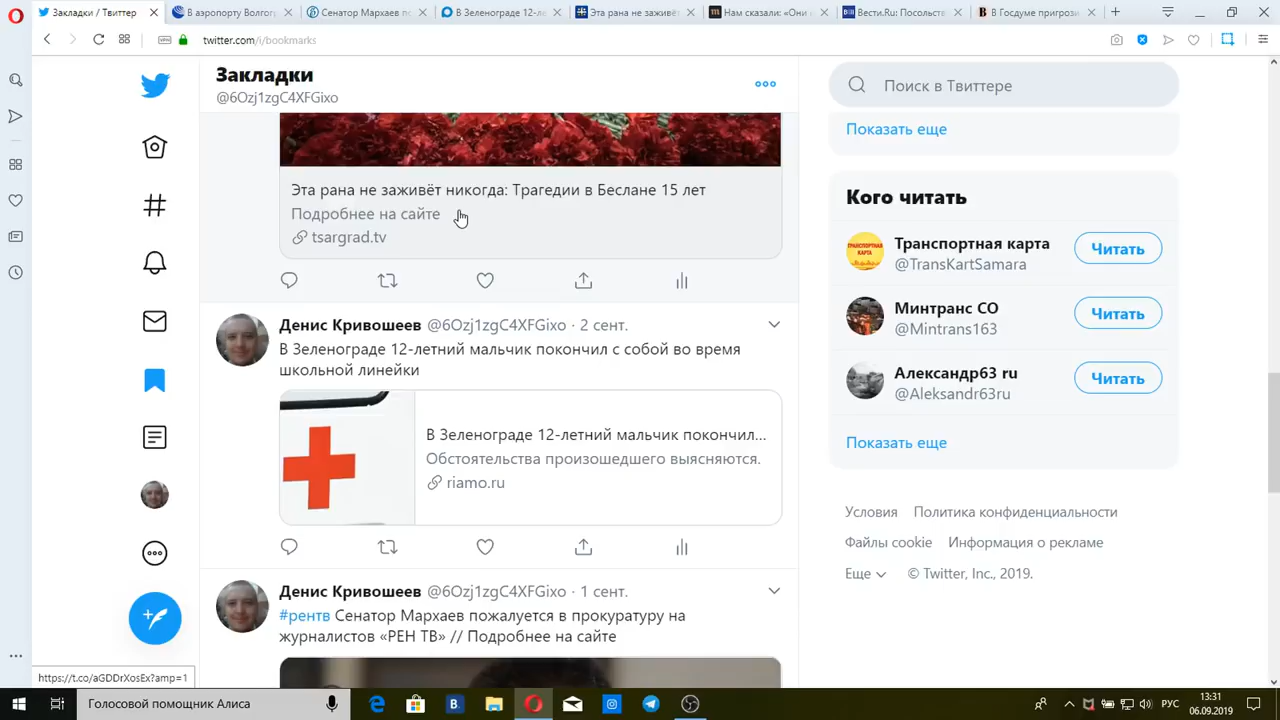 Закладки / Твиттер
В аэропорту Волгогр
Сенатор Мархаев по
В Зеленограде 12-л
Эта рана не заживё
Нам сказали: «Они
Вести.Ru: Посольств
В Госдуме пригрози
VPN
twitter.com/i/bookmarks
Закладки
@6Ozj1zgC4XFGixo
Поиск в Твиттере
Показать еще
Эта рана не заживёт никогда: Трагедии в Беслане 15 лет
Подробнее на сайте
tsargrad.tv
Денис Кривошеев @6Ozj1zgC4XFGixo · 2 сент.
В Зеленограде 12-летний мальчик покончил с собой во время
школьной линейки
В Зеленограде 12-летний мальчик покончил...
Обстоятельства произошедшего выясняются.
riamo.ru
Денис Кривошеев @6Ozj1zgC4XFGixo · 1 сент.
#рентв Сенатор Мархаев пожалуется в прокуратуру на
журналистов «РЕН ТВ» // Подробнее на сайте
Кого читать
Транспортная карта
@TransKartSamara
Читать
Минтранс СО
@Mintrans163
Читать
Александр63 ru
@Aleksandr63ru
Читать
Показать еще
Условия Политика конфиденциальности
Файлы cookie Информация о рекламе
Еще © Twitter, Inc., 2019.
https://t.co/aGDDrXosEx?amp=1
Голосовой помощник Алиса
РУС
13:31
06.09.2019